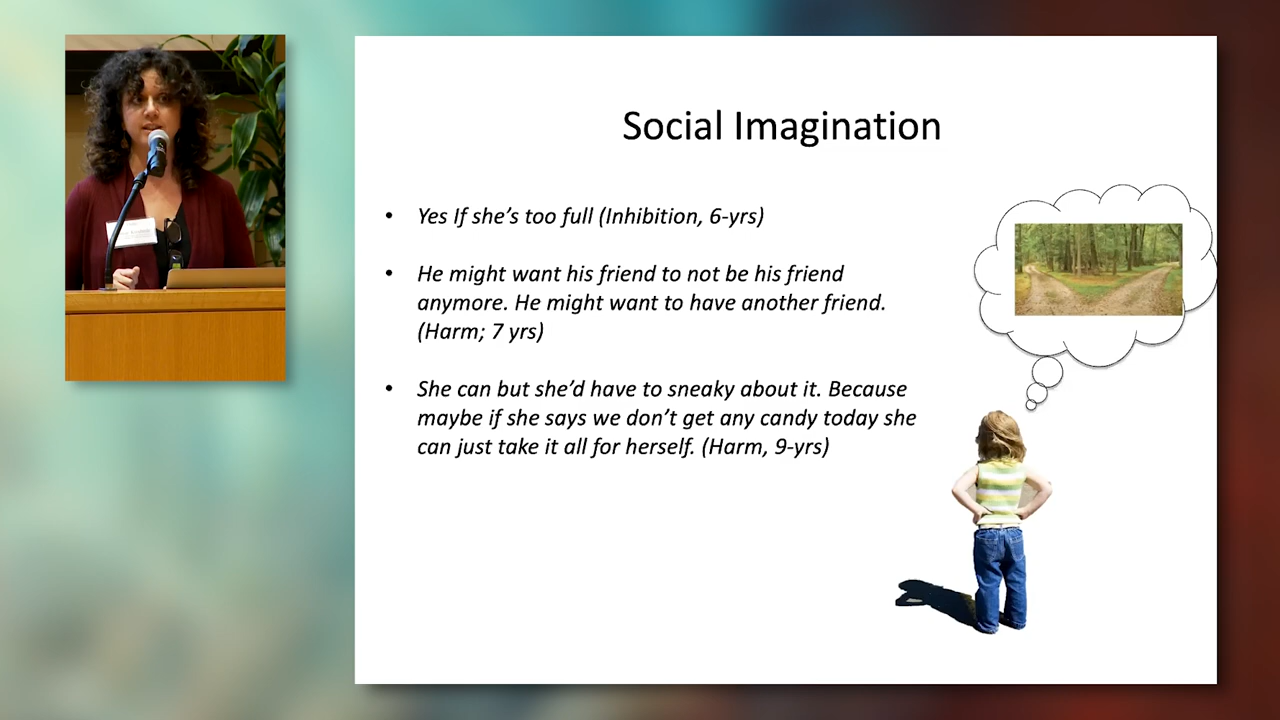 Social Imagination
• Yes If she's too full (Inhibition, 6-yrs)
• He might want his friend to not be his friend
anymore. He might want to have another friend.
(Harm; 7 yrs)
• She can but she'd have to sneaky about it. Because
maybe if she says we don't get any candy today she
can just take it all for herself. (Harm, 9-yrs)